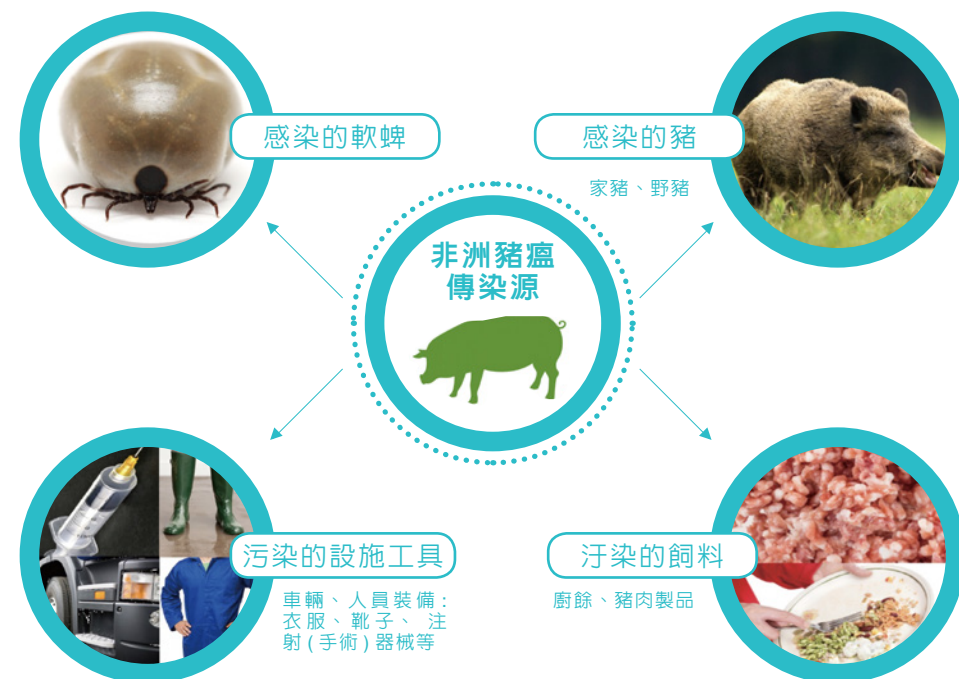 感染的軟蜱
感染的豬
家豬、野豬
非洲豬瘟
傳染源
污染的設施工具
車輛、人員裝備：
衣服、靴子、 注
射(手術)器械等
汙染的飼料
廚餘、豬肉製品